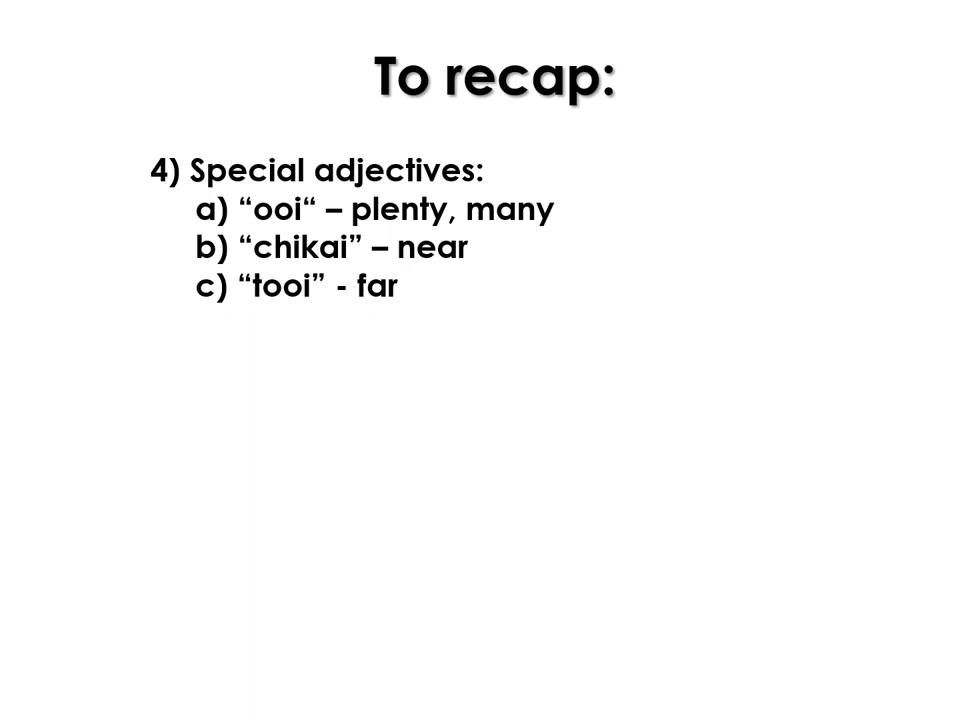 To recap:
4) Special adjectives:
a) “ooi“ – plenty, many
b) “chikai” – near
c) “tooi” - far